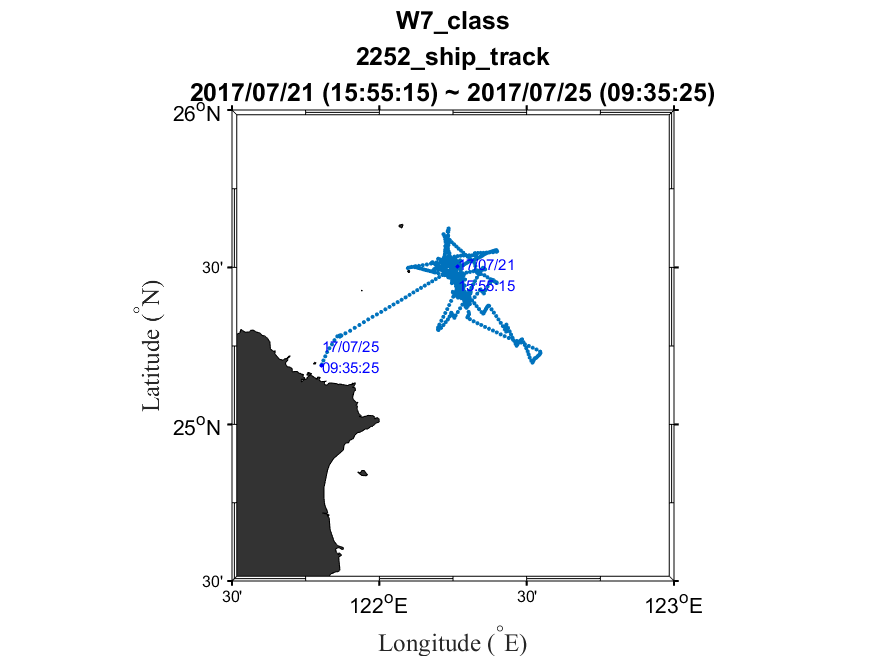 W7_class
2252_ship_track
2017/07/21 (15:55:15) ~ 2017/07/25 (09:35:25)
26°N
30'
25°N
30'
17/07/21
15:55:15
17/07/25
09:35:25
30'
122°E
30'
123°E
Latitude (°N)
Longitude (°E)